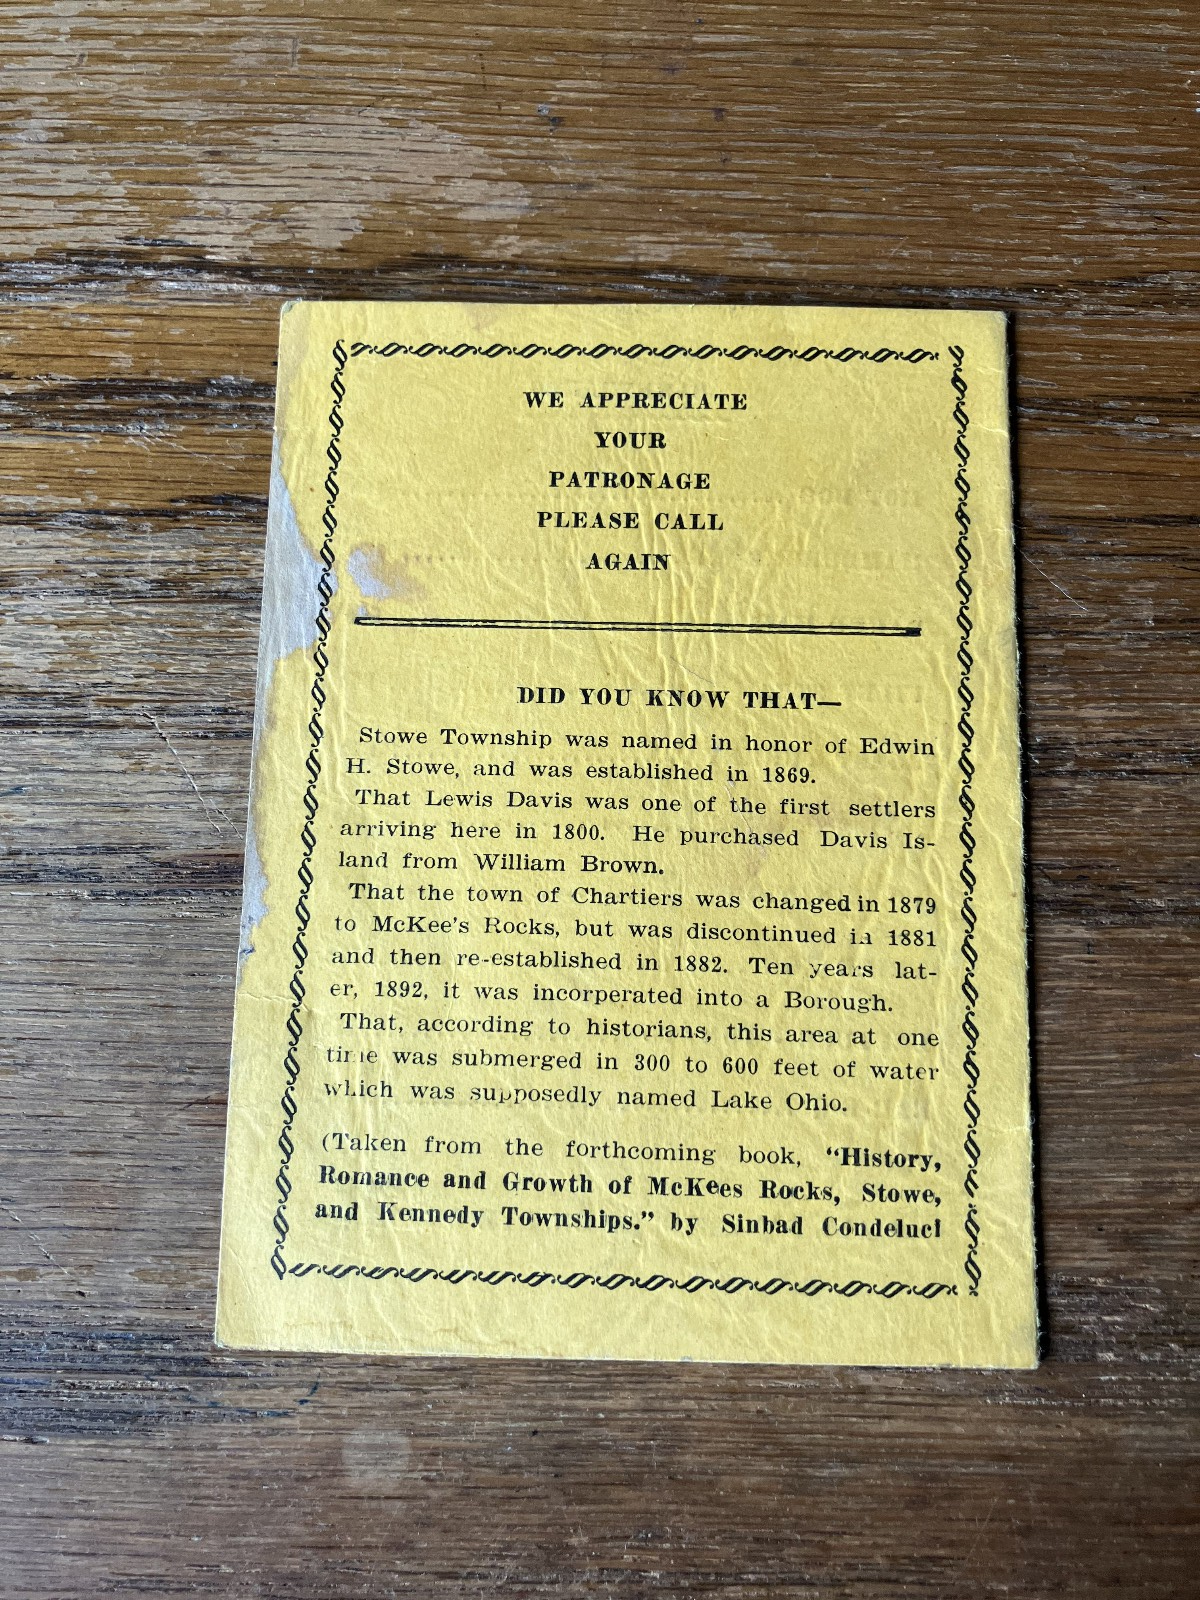 WE APPRECIATE
YOUR
PATRONAGE
PLEASE CALL
AGAIN
DID YOU KNOW THAT—
Stowe Township was named in honor of Edwin
H. Stowe, and was established in 1869.
That Lewis Davis was one of the first settlers
arriving here in 1800. He purchased Davis Is-
land from William Brown.
That the town of Chartiers was changed in 1879
to McKee's Rocks, but was discontinued in 1881
and then re-established in 1882. Ten years lat-
er, 1892, it was incorperated into a Borough.
That, according to historians, this area at one
time was submerged in 300 to 600 feet of water
which was supposedly named Lake Ohio.
(Taken from the forthcoming book, "History,
Romance and Growth of McKees Rocks, Stowe,
and Kennedy Townships." by Sinbad Condeluci